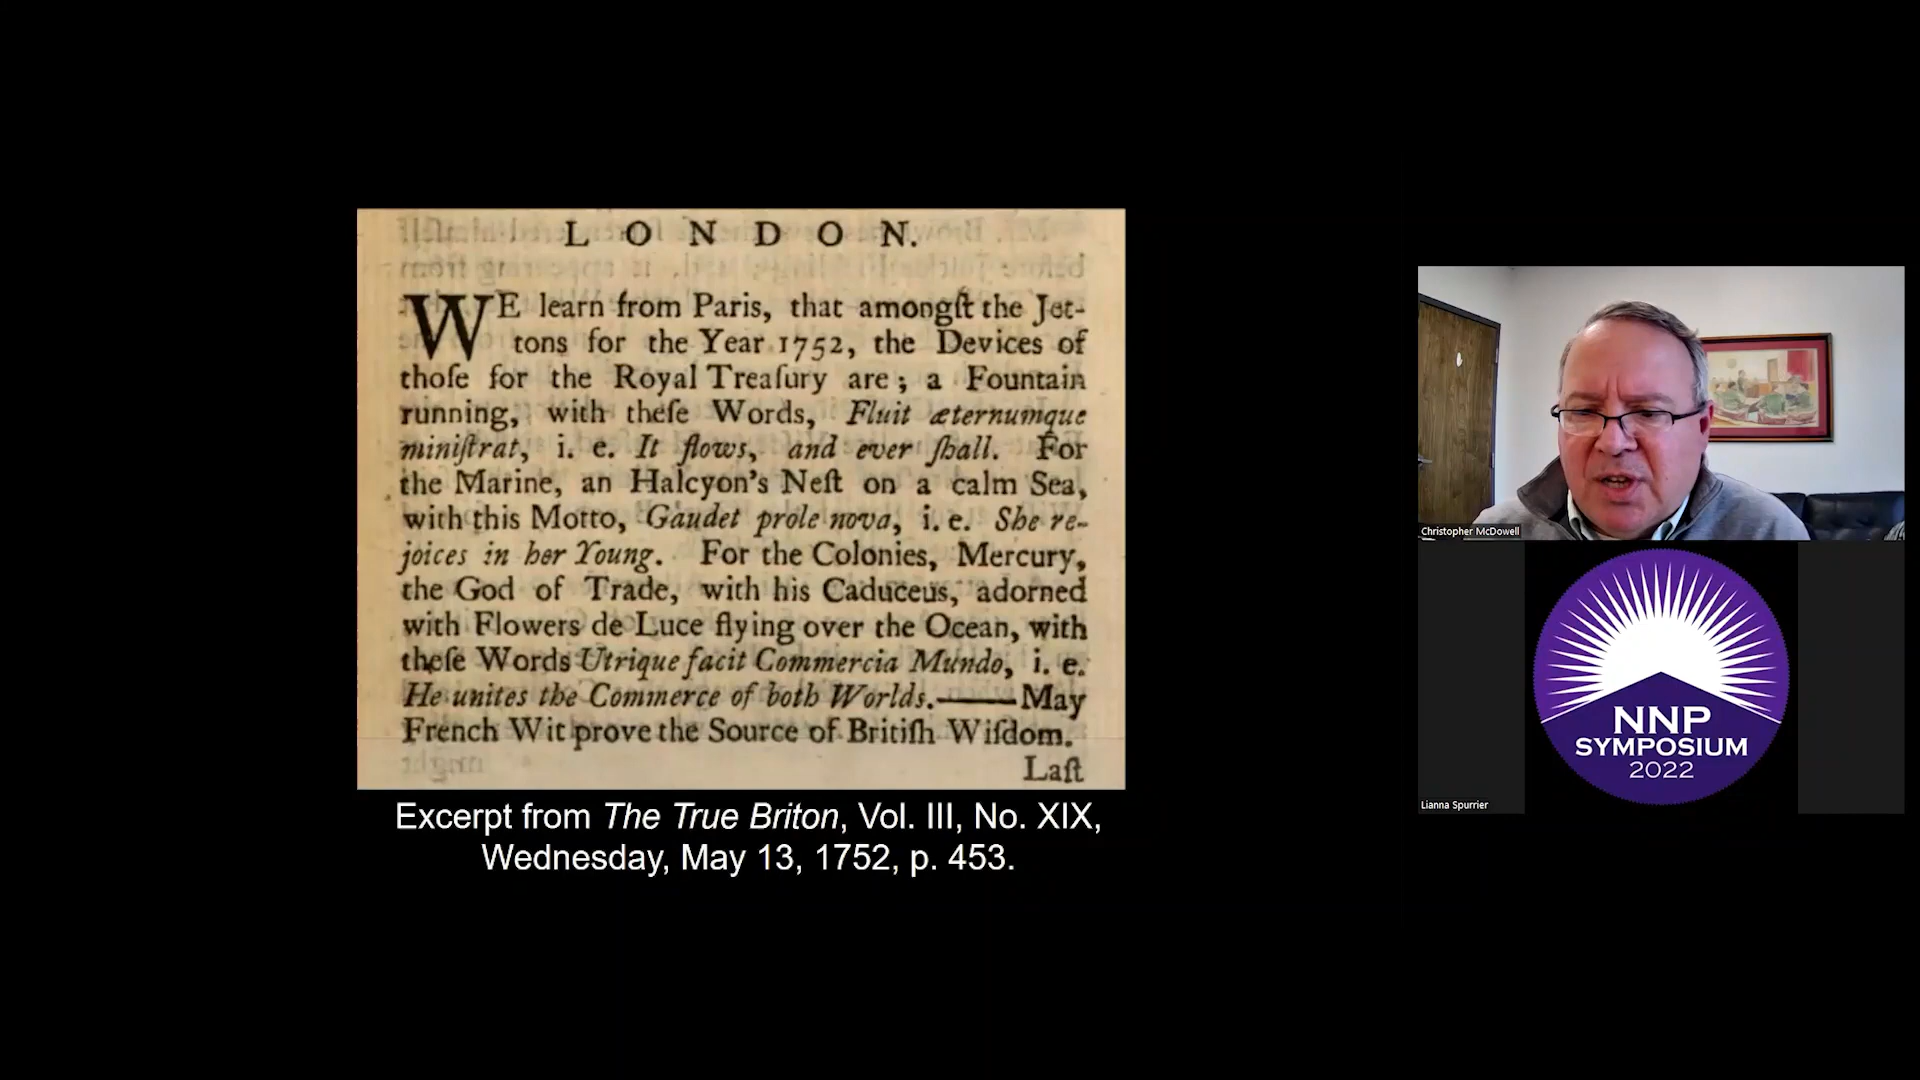 L O N D O N.
WE learn from Paris, that amongſt the Jet-
tons for the Year 1752, the Devices of
thoſe for the Royal Treaſury are ; a Fountain
running, with theſe Words, Fluit æternumque
miniſtrat, i. e. It flows, and ever ſhall. For
the Marine, an Halcyon's Neſt on a calm Sea,
with this Motto, Gaudet prole nova, i. e. She re-
joices in her Young. For the Colonies, Mercury,
the God of Trade, with his Caduceus, adorned
with Flowers de Luce flying over the Ocean, with
theſe Words Utrique facit Commercia Mundo, i. e.
He unites the Commerce of both Worlds.——May
French Wit prove the Source of Britiſh Wiſdom.
Laſt
Excerpt from The True Briton, Vol. III, No. XIX,
Wednesday, May 13, 1752, p. 453.
Christopher McDowell
NNP
SYMPOSIUM
2022
Lianna Spurrier